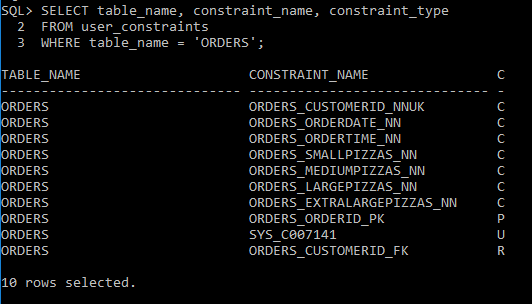 SQL> SELECT table_name, constraint_name, constraint_type
  2  FROM user_constraints
  3  WHERE table_name = 'ORDERS';
TABLE_NAME                     CONSTRAINT_NAME                C
------------------------------ ------------------------------ -
ORDERS                         ORDERS_CUSTOMERID_NNUK         C
ORDERS                         ORDERS_ORDERDATE_NN            C
ORDERS                         ORDERS_ORDERTIME_NN            C
ORDERS                         ORDERS_SMALLPIZZAS_NN          C
ORDERS                         ORDERS_MEDIUMPIZZAS_NN         C
ORDERS                         ORDERS_LARGEPIZZAS_NN          C
ORDERS                         ORDERS_EXTRALARGEPIZZAS_NN     C
ORDERS                         ORDERS_ORDERID_PK              P
ORDERS                         SYS_C007141                    U
ORDERS                         ORDERS_CUSTOMERID_FK           R
10 rows selected.